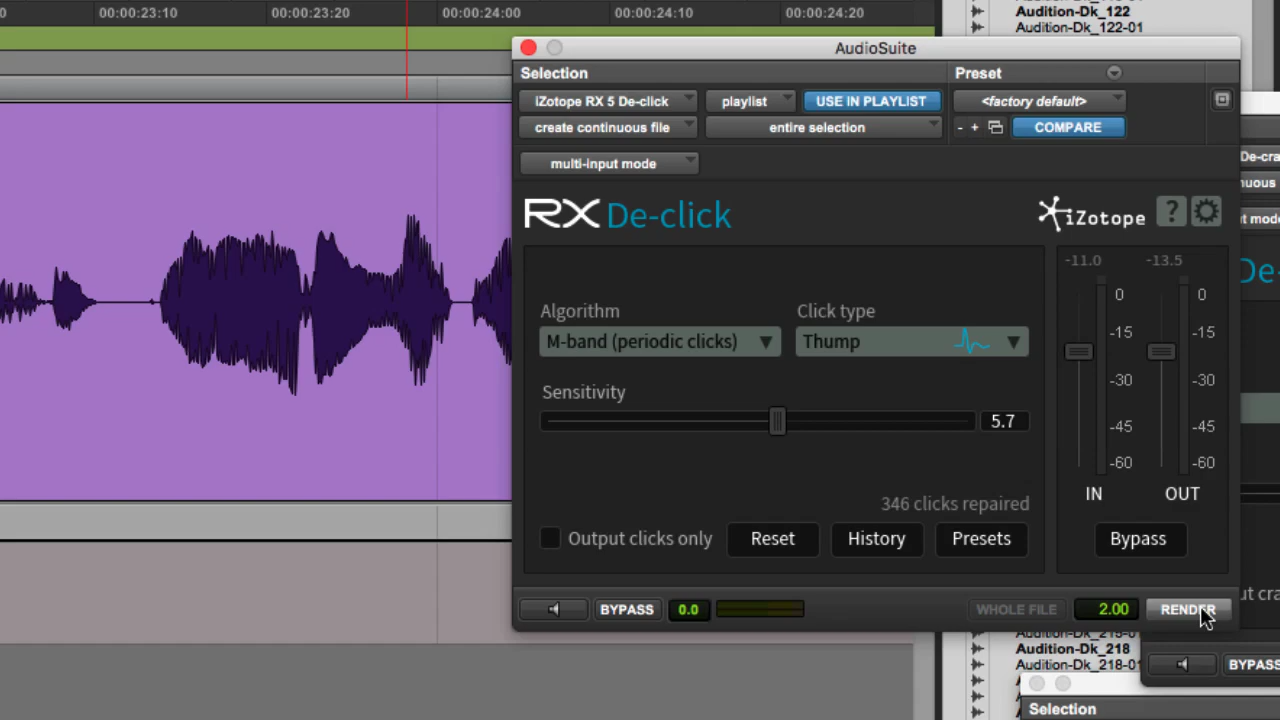 00:00:23:10 00:00:23:20 00:00:24:00 00:00:24:10 00:00:24:20
Audition-Dk_122
Audition-Dk_122-01
AudioSuite
Selection Preset
iZotope RX 5 De-click playlist USE IN PLAYLIST <factory default>
create continuous file entire selection - + COMPARE
multi-input mode
RX De-click iZotope ?
-11.0 -13.5
Algorithm Click type
M-band (periodic clicks) Thump
Sensitivity
5.7
0 0
-15 -15
-30 -30
-45 -45
-60 -60
IN OUT
346 clicks repaired
Output clicks only Reset History Presets Bypass
BYPASS 0.0 WHOLE FILE 2.00 RENDER
Audition-Dk_218
Audition-Dk_218-01
BYPASS
Selection